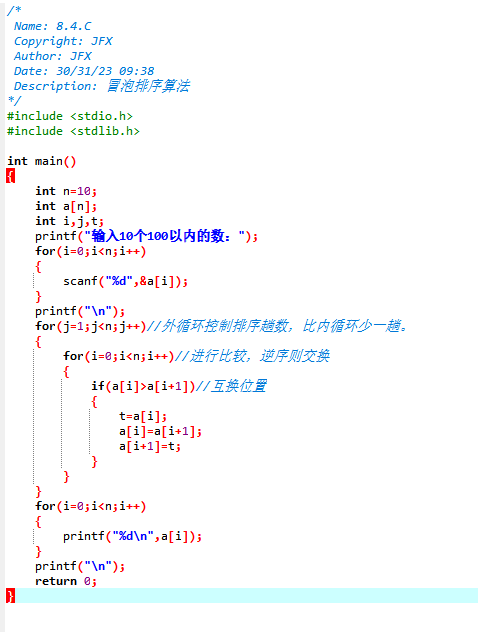 /*
 Name: 8.4.C
 Copyright: JFX
 Author: JFX
 Date: 30/31/23 09:38
 Description: 冒泡排序算法
*/
#include <stdio.h>
#include <stdlib.h>

int main()
{
    int n=10;
    int a[n];
    int i,j,t;
    printf("输入10个100以内的数：");
    for(i=0;i<n;i++)
    {
        scanf("%d",&a[i]);
    }
    printf("\n");
    for(j=1;j<n;j++)//外循环控制排序趟数，比内循环少一趟。
    {
        for(i=0;i<n;i++)//进行比较，逆序则交换
        {
            if(a[i]>a[i+1])//互换位置
            {
                t=a[i];
                a[i]=a[i+1];
                a[i+1]=t;
            }
        }
    }
    for(i=0;i<n;i++)
    {
        printf("%d\n",a[i]);
    }
    printf("\n");
    return 0;
}